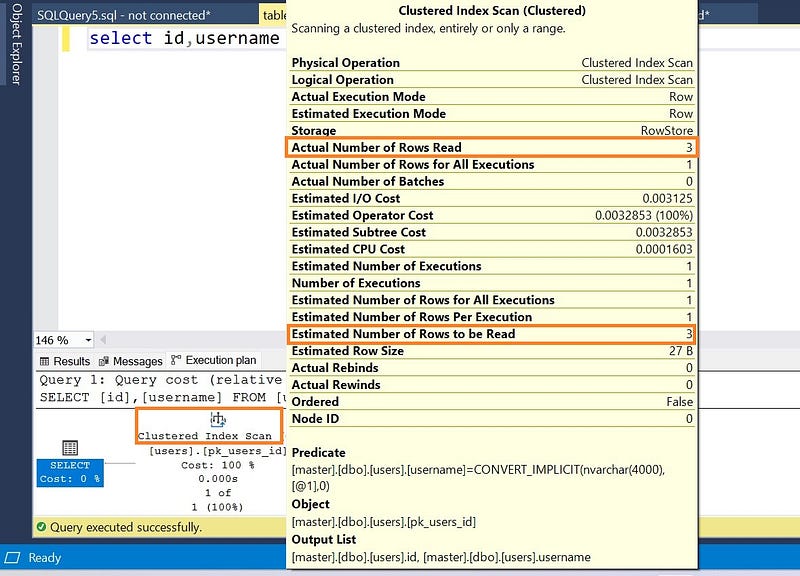 Object Explorer
SQLQuery5.sql - not connected*
table
d*
select id,username
Clustered Index Scan (Clustered)
Scanning a clustered index, entirely or only a range.
Physical Operation Clustered Index Scan
Logical Operation Clustered Index Scan
Actual Execution Mode Row
Estimated Execution Mode Row
Storage RowStore
Actual Number of Rows Read 3
Actual Number of Rows for All Executions 1
Actual Number of Batches 0
Estimated I/O Cost 0.003125
Estimated Operator Cost 0.0032853 (100%)
Estimated Subtree Cost 0.0032853
Estimated CPU Cost 0.0001603
Estimated Number of Executions 1
Number of Executions 1
Estimated Number of Rows for All Executions 1
Estimated Number of Rows Per Execution 1
Estimated Number of Rows to be Read 3
Estimated Row Size 27 B
Actual Rebinds 0
Actual Rewinds 0
Ordered False
Node ID 0
Predicate
[master].[dbo].[users].[username]=CONVERT_IMPLICIT(nvarchar(4000),
[@1],0)
Object
[master].[dbo].[users].[pk_users_id]
Output List
[master].[dbo].[users].id, [master].[dbo].[users].username
146 %
Results Messages Execution plan
Query 1: Query cost (relative
SELECT [id],[username] FROM [u
Clustered Index Scan
[users].[pk_users_id]
Cost: 100 %
0.000s
1 of
1 (100%)
SELECT
Cost: 0 %
Query executed successfully.
Ready